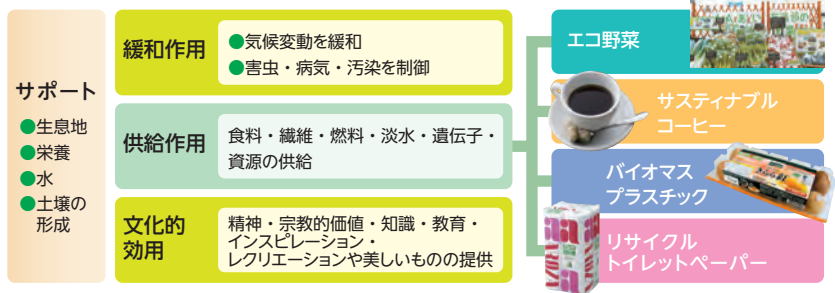 サポート
●生息地
●栄養
●水
●土壌の
形成
緩和作用
●気候変動を緩和
●害虫・病気・汚染を制御
供給作用
食料・繊維・燃料・淡水・遺伝子・
資源の供給
文化的
効用
精神・宗教的価値・知識・教育・
インスピレーション・
レクリエーションや美しいものの提供
エコ野菜
サスティナブル
コーヒー
バイオマス
プラスチック
リサイクル
トイレットペーパー